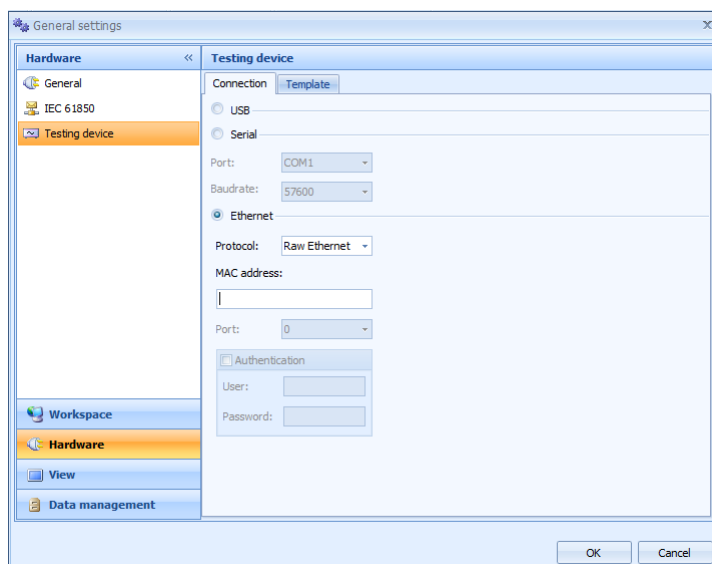 General settings
x
Hardware «
General
IEC 61850
Testing device
Workspace
Hardware
View
Data management
Testing device
Connection Template
USB
Serial
Port: COM1
Baudrate: 57600
Ethernet
Protocol: Raw Ethernet
MAC address:
Port: 0
Authentication
User:
Password:
OK Cancel